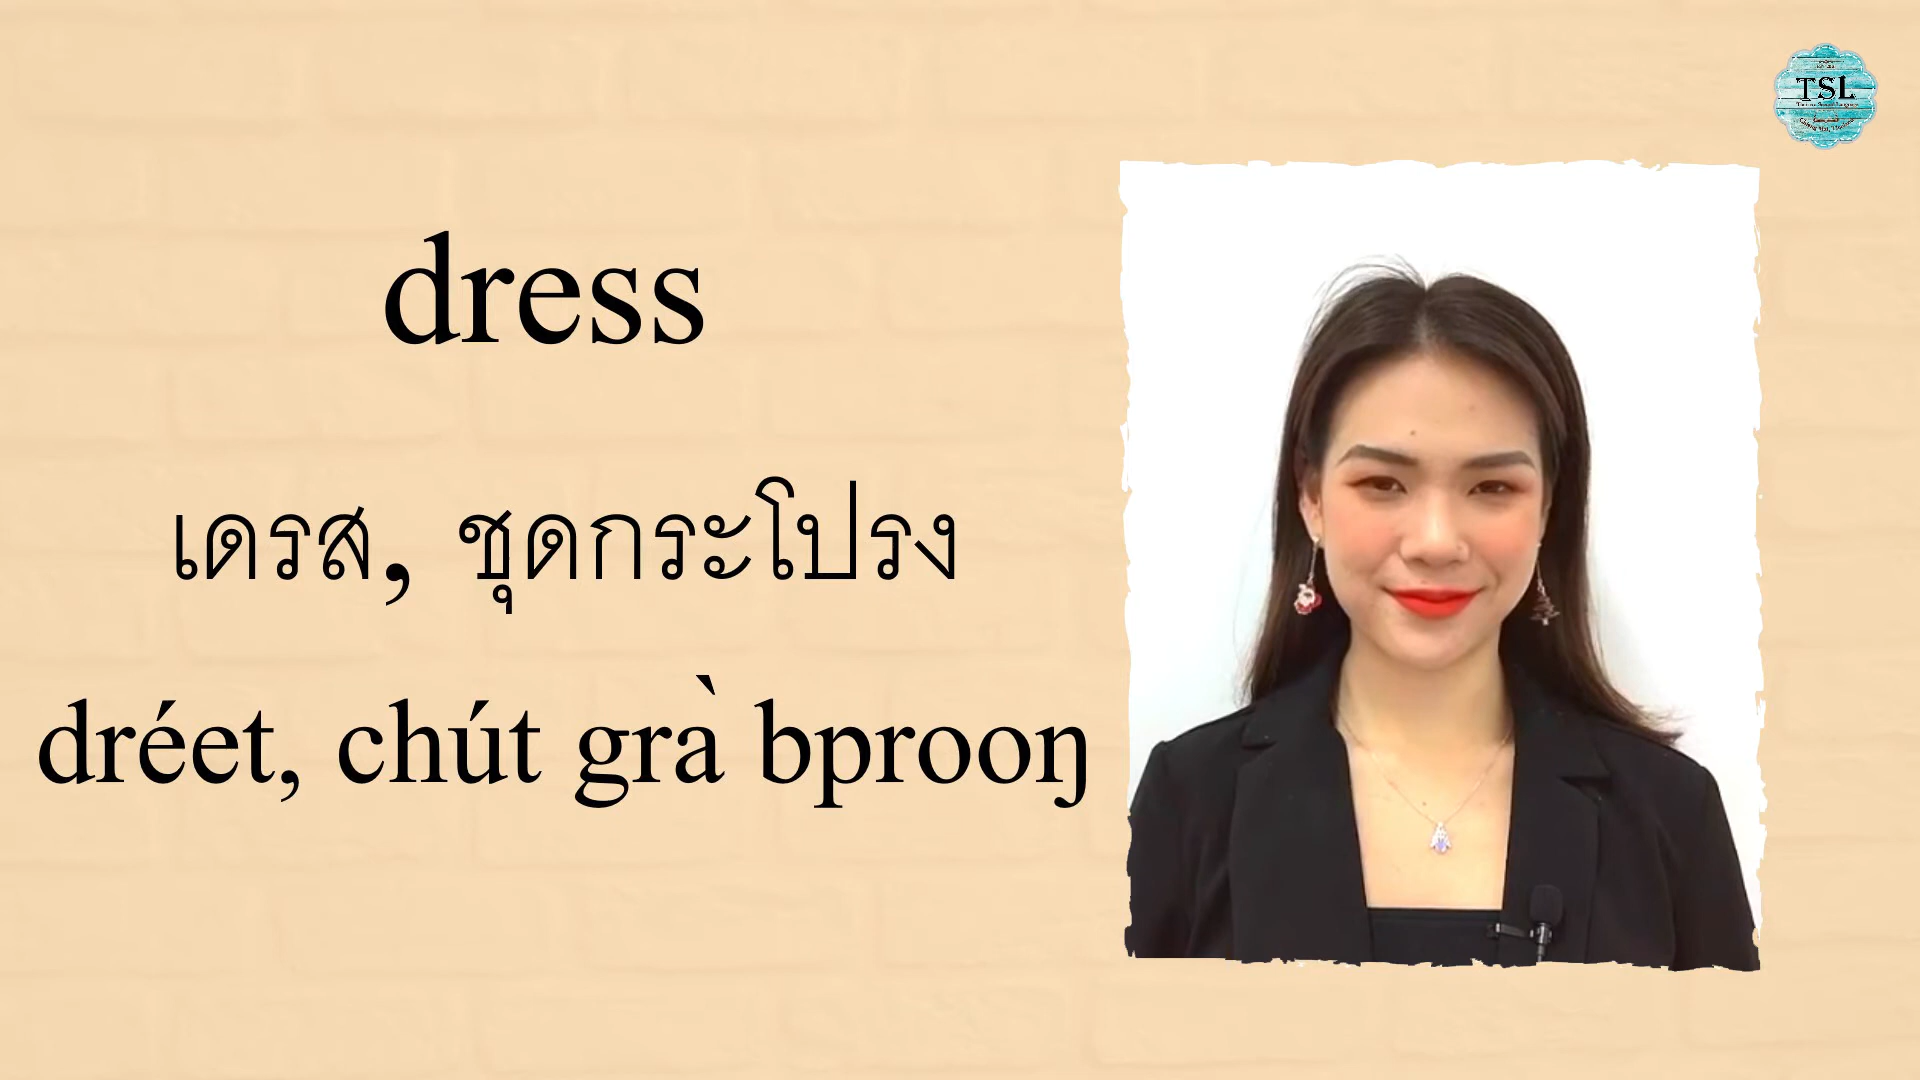 TSL
dress
เดรส, ชุดกระโปรง
dréet, chút grà bprooŋ